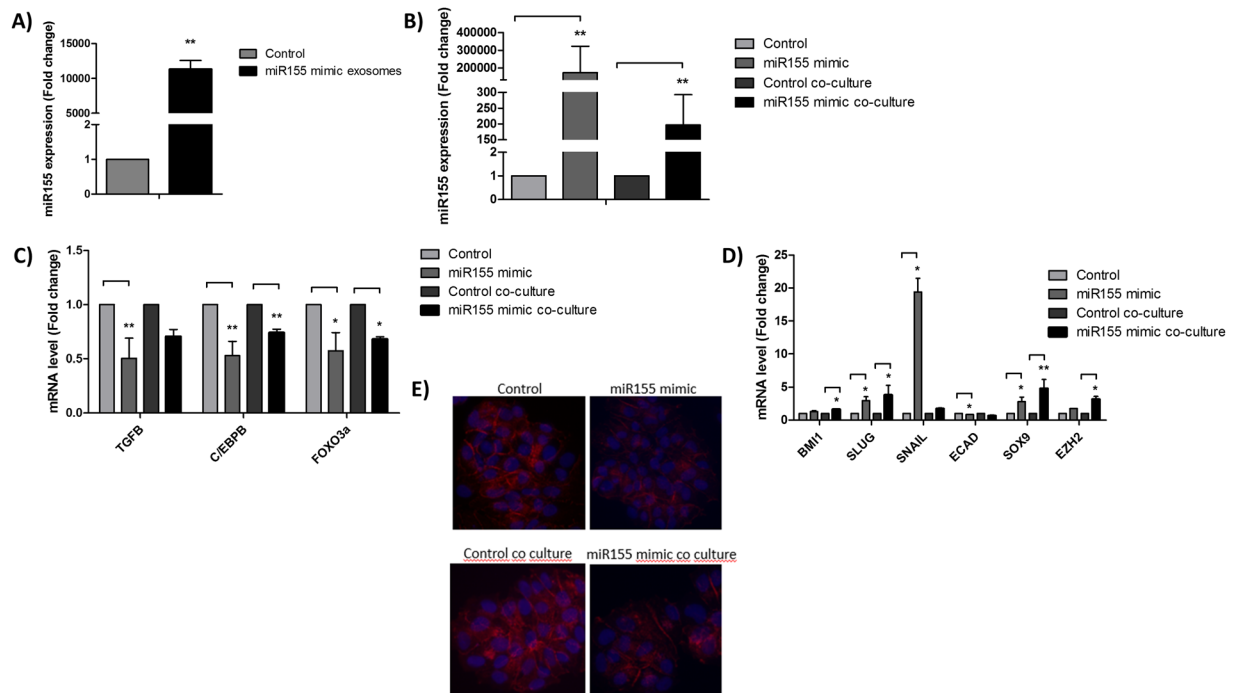 A)
miR155 expression (Fold change)
15000
10000
5000
2
1
0
**
Control
miR155 mimic exosomes
B)
miR155 expression (Fold change)
400000
300000
200000
100000
300
250
200
150
2
1
0
**
**
Control
miR155 mimic
Control co-culture
miR155 mimic co-culture
C)
mRNA level (Fold change)
1.5
1.0
0.5
0.0
**
**
**
*
*
TGFB
C/EBPB
FOXO3a
Control
miR155 mimic
Control co-culture
miR155 mimic co-culture
D)
mRNA level (Fold change)
25
20
15
10
5
0
*
*
*
*
*
*
**
*
BMI1
SLUG
SNAIL
ECAD
SOX9
EZH2
Control
miR155 mimic
Control co-culture
miR155 mimic co-culture
E)
Control
miR155 mimic
Control co culture
miR155 mimic co culture